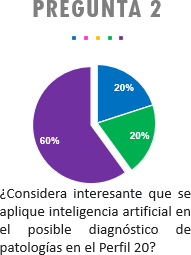 PREGUNTA 2
20%
20%
60%
¿Considera interesante que se
aplique inteligencia artificial en
el posible diagnóstico de
patologías en el Perfil 20?